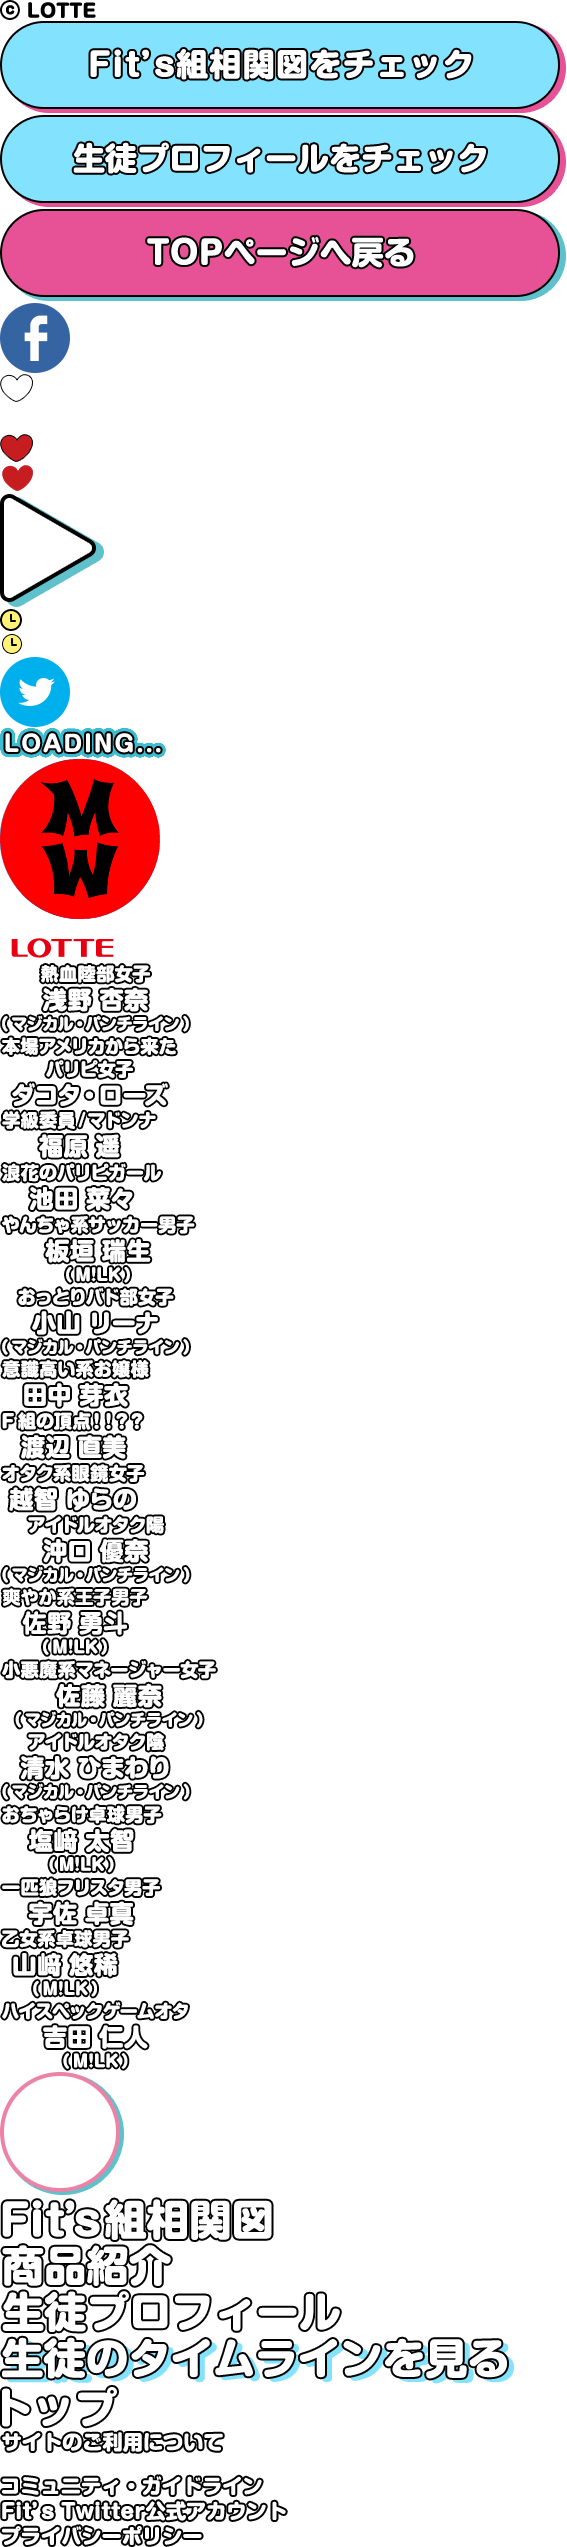 © LOTTE
Fit's組相関図をチェック
生徒プロフィールをチェック
TOPページへ戻る
f
LOADING...
M
W
LOTTE
熱血陸部女子
浅野 杏奈
(マジカル・パンチライン)
本場アメリカから来た
パリピ女子
ダコタ・ローズ
学級委員/マドンナ
福原 遥
浪花のパリピガール
池田 菜々
やんちゃ系サッカー男子
板垣 瑞生
(M!LK)
おっとりバド部女子
小山 リーナ
(マジカル・パンチライン)
意識高い系お嬢様
田中 芽衣
F組の頂点!!??
渡辺 直美
オタク系眼鏡女子
越智 ゆらの
アイドルオタク陽
沖口 優奈
(マジカル・パンチライン)
爽やか系王子男子
佐野 勇斗
(M!LK)
小悪魔系マネージャー女子
佐藤 麗奈
(マジカル・パンチライン)
アイドルオタク陰
清水 ひまわり
(マジカル・パンチライン)
おちゃらけ卓球男子
塩﨑 太智
(M!LK)
一匹狼フリスタ男子
宇佐 卓真
乙女系卓球男子
山﨑 悠稀
(M!LK)
ハイスペックゲームオタ
吉田 仁人
(M!LK)
Fit's組相関図
商品紹介
生徒プロフィール
生徒のタイムラインを見る
トップ
サイトのご利用について
コミュニティ・ガイドライン
Fit's Twitter公式アカウント
プライバシーポリシー